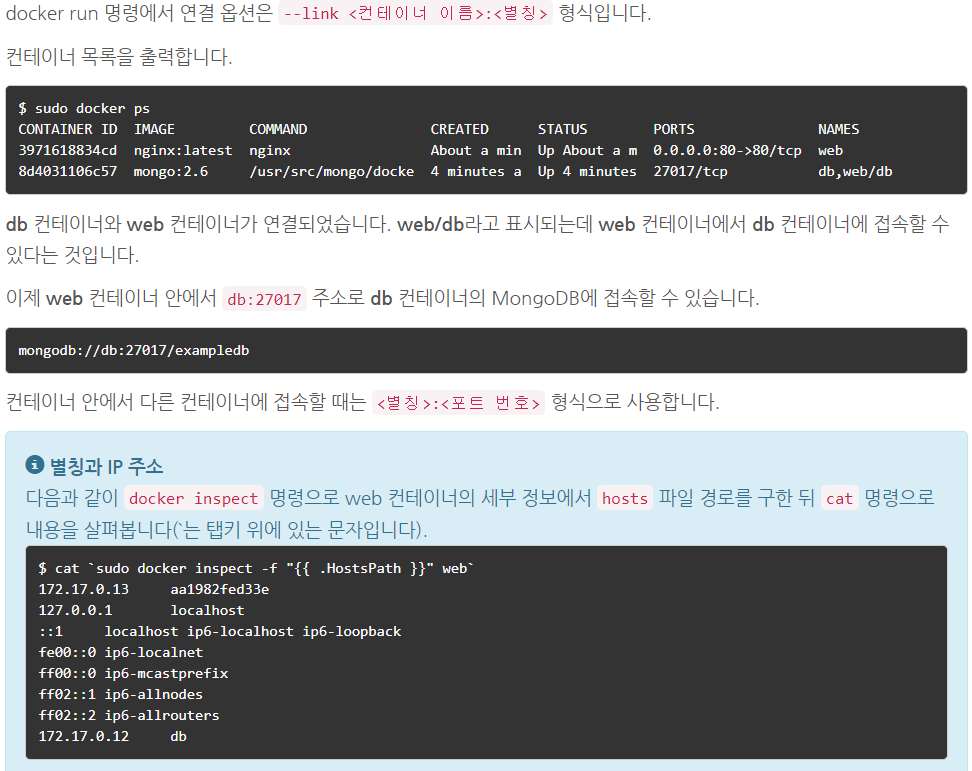 docker run 명령에서 연결 옵션은 --link <컨테이너 이름>:<별칭> 형식입니다.
컨테이너 목록을 출력합니다.
$ sudo docker ps
CONTAINER ID  IMAGE         COMMAND               CREATED      STATUS        PORTS               NAMES
3971618834cd  nginx:latest  nginx                 About a min  Up About a m  0.0.0.0:80->80/tcp  web
8d4031106c57  mongo:2.6     /usr/src/mongo/docke  4 minutes a  Up 4 minutes  27017/tcp           db,web/db
db 컨테이너와 web 컨테이너가 연결되었습니다. web/db라고 표시되는데 web 컨테이너에서 db 컨테이너에 접속할 수
있다는 것입니다.
이제 web 컨테이너 안에서 db:27017 주소로 db 컨테이너의 MongoDB에 접속할 수 있습니다.
mongodb://db:27017/exampledb
컨테이너 안에서 다른 컨테이너에 접속할 때는 <별칭>:<포트 번호> 형식으로 사용합니다.
별칭과 IP 주소
다음과 같이 docker inspect 명령으로 web 컨테이너의 세부 정보에서 hosts 파일 경로를 구한 뒤 cat 명령으로
내용을 살펴봅니다(`는 탭키 위에 있는 문자입니다).
$ cat `sudo docker inspect -f "{{ .HostsPath }}" web`
172.17.0.13     aa1982fed33e
127.0.0.1       localhost
::1     localhost ip6-localhost ip6-loopback
fe00::0 ip6-localnet
ff00::0 ip6-mcastprefix
ff02::1 ip6-allnodes
ff02::2 ip6-allrouters
172.17.0.12     db